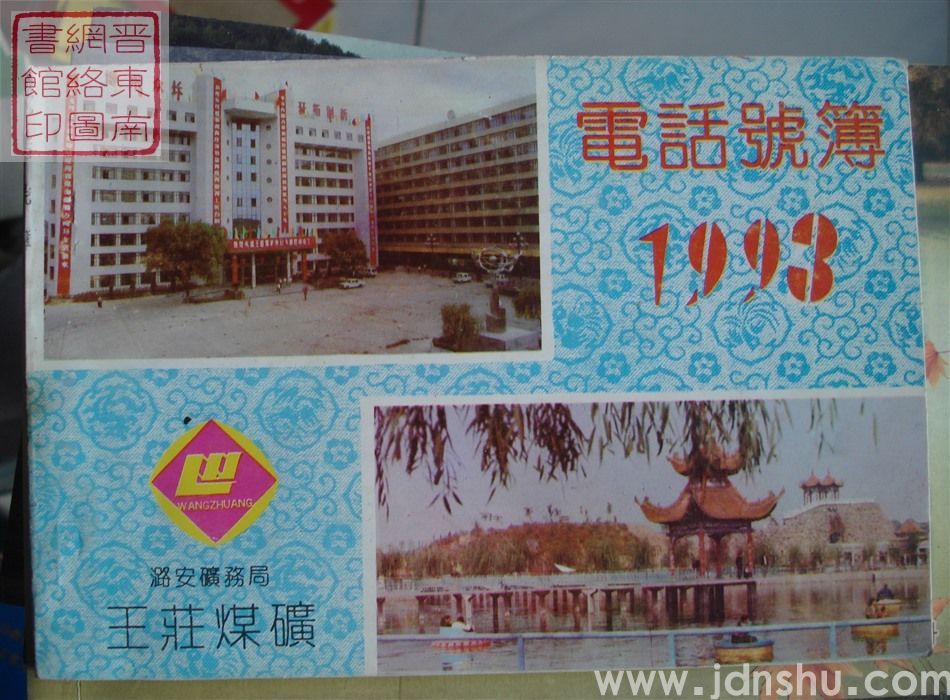 晋東南
網絡圖
書館印
電話號簿
1993
WANGZHUANG
潞安礦務局
王莊煤礦
www.jdnshu.com